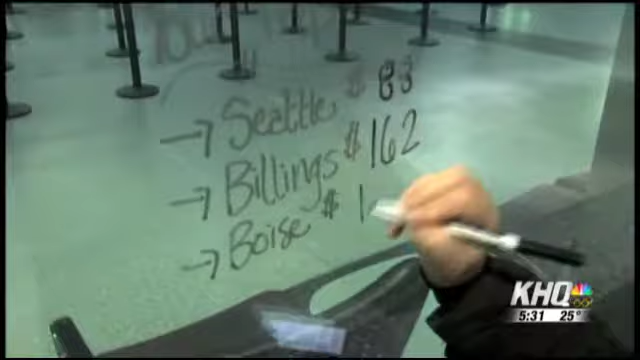 → Seattle $ 83
→ Billings $162
→ Boise $ 1
KHQ
5:31 25°